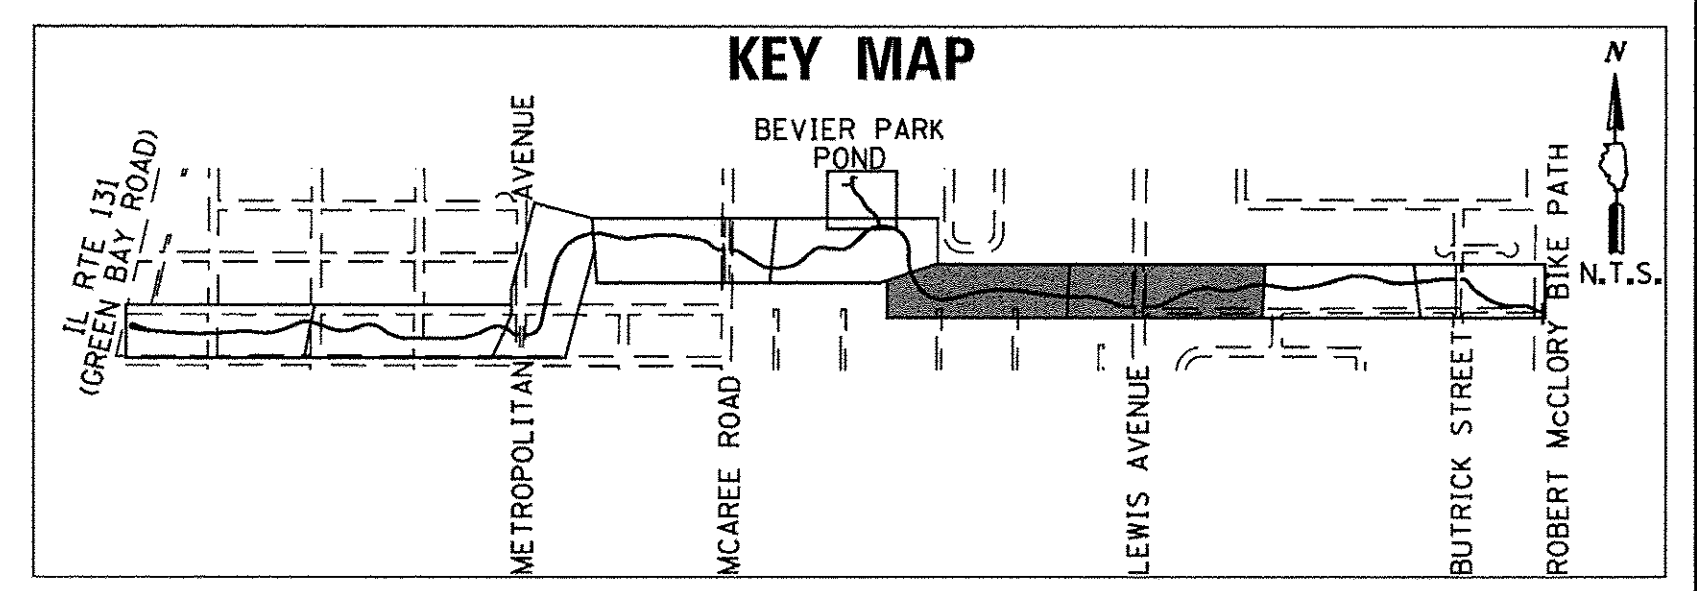 KEY MAP
N
BEVIER PARK
POND
IL RTE 131
(GREEN BAY ROAD)
METROPOLITAN AVENUE
MCAREE ROAD
LEWIS AVENUE
BUTRICK STREET
ROBERT McCLORY BIKE PATH
N.T.S.